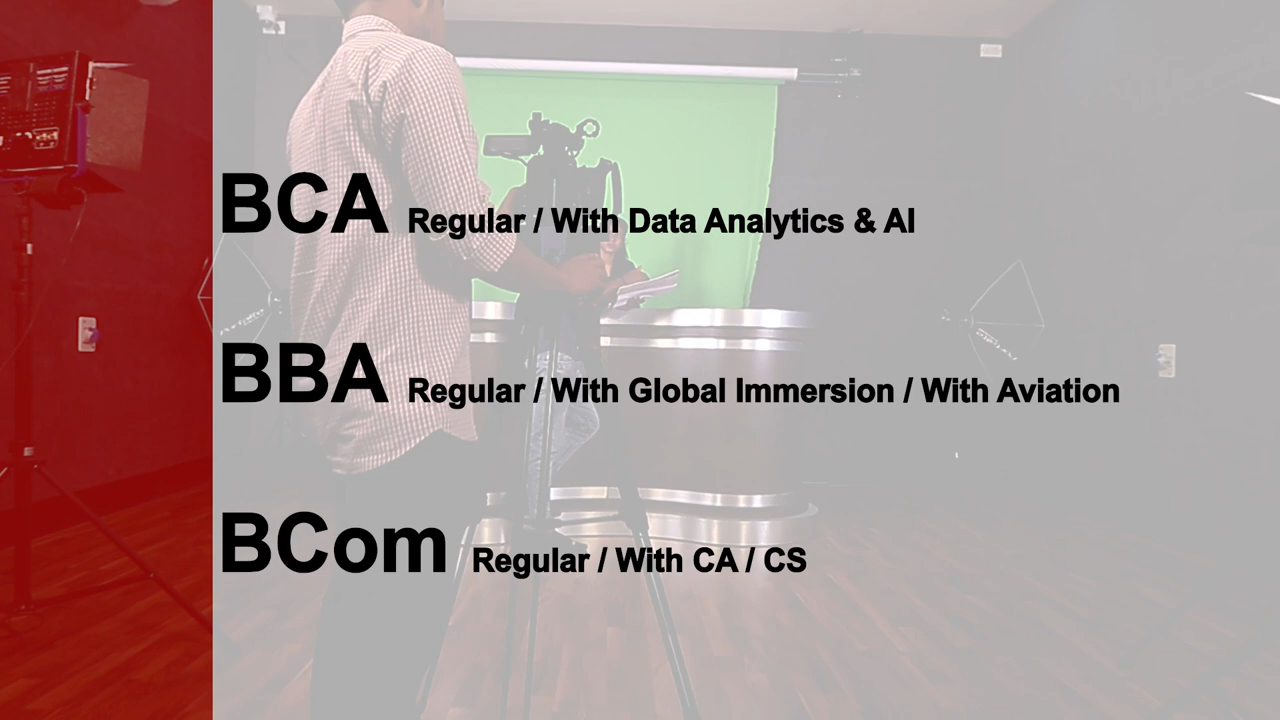 BCA Regular / With Data Analytics & AI
BBA Regular / With Global Immersion / With Aviation
BCom Regular / With CA / CS